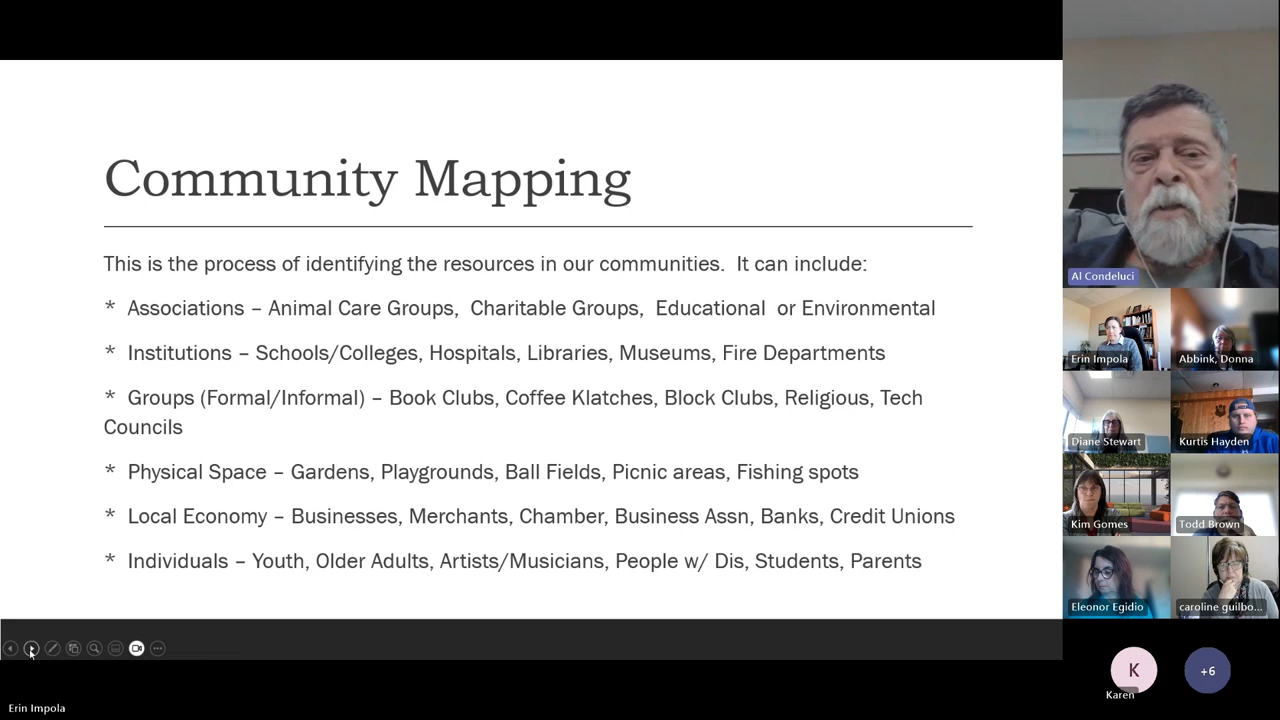 Community Mapping
This is the process of identifying the resources in our communities.  It can include:
*  Associations – Animal Care Groups,  Charitable Groups,  Educational  or Environmental
*  Institutions – Schools/Colleges, Hospitals, Libraries, Museums, Fire Departments
*  Groups (Formal/Informal) – Book Clubs, Coffee Klatches, Block Clubs, Religious, Tech
Councils
*  Physical Space – Gardens, Playgrounds, Ball Fields, Picnic areas, Fishing spots
*  Local Economy – Businesses, Merchants, Chamber, Business Assn, Banks, Credit Unions
*  Individuals – Youth, Older Adults, Artists/Musicians, People w/ Dis, Students, Parents
Al Condeluci
Erin Impola
Abbink, Donna
Diane Stewart
Kurtis Hayden
Kim Gomes
Todd Brown
Eleonor Egidio
caroline guilbo...
K
Karen
+6
Erin Impola